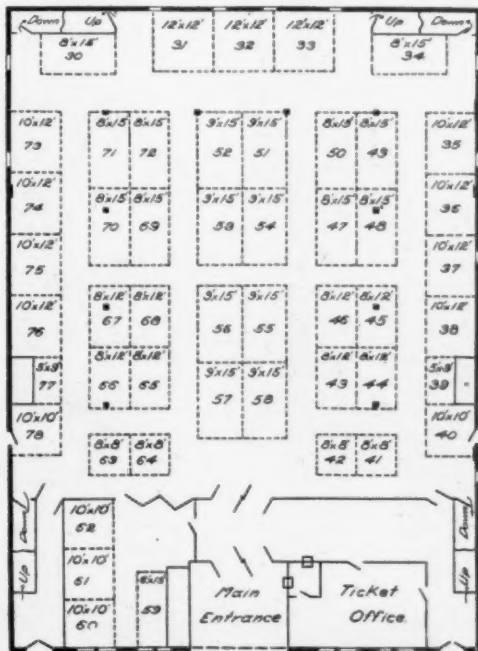 Down Up
12'x12' 12'x12' 12'x12'
31 32 33
Up Down
8'x15'
30
8'x15'
34
10'x12'
73
8'x15' 8'x15'
71 72
9'x15' 9'x15'
52 51
8'x15' 8'x15'
50 49
10'x12'
35
10'x12'
74
8'x15' 8'x15'
70 69
9'x15' 9'x15'
53 54
8'x15' 8'x15'
47 48
10'x12'
36
10'x12'
75
10'x12'
37
10'x12'
76
8'x12' 8'x12'
67 68
9'x15' 9'x15'
56 55
8'x12' 8'x12'
46 45
10'x12'
38
5'x9'
77
8'x12' 8'x12'
66 65
9'x15' 9'x15'
57 58
8'x12' 8'x12'
43 44
5'x9'
39
10'x10'
78
10'x10'
40
8'x8' 8'x8'
63 64
8'x8' 8'x8'
42 41
Down
Up
10'x10'
62
10'x10'
61
10'x10'
60
6'x15'
59
Main
Entrance
Ticket
Office.
Down
Up